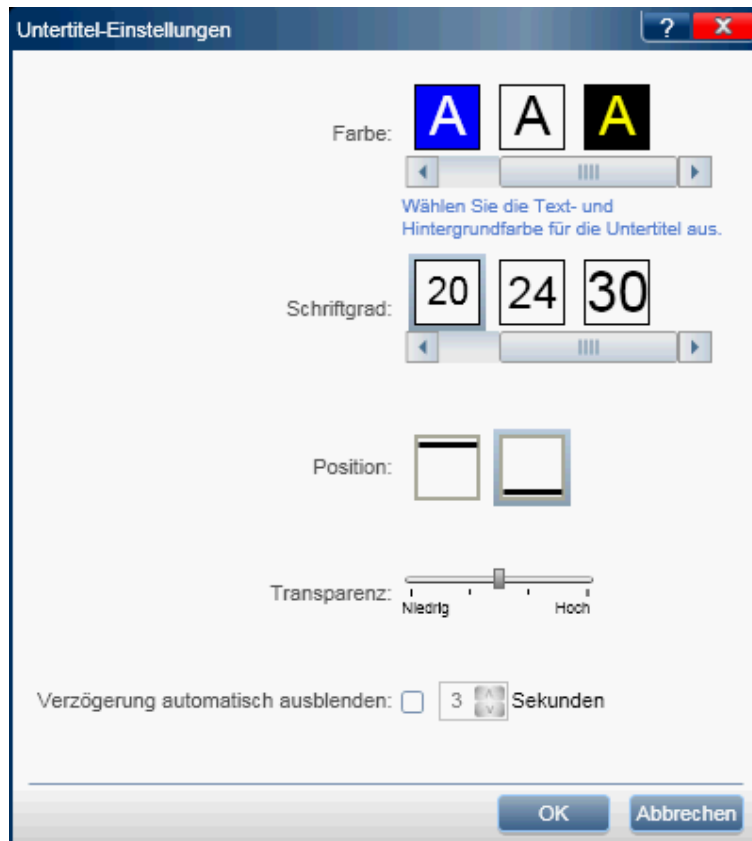 Untertitel-Einstellungen ? X
Farbe: A A A
Wählen Sie die Text- und
Hintergrundfarbe für die Untertitel aus.
Schriftgrad: 20 24 30
Position:
Transparenz:
Niedrig Hoch
Verzögerung automatisch ausblenden: 3 Sekunden
OK Abbrechen